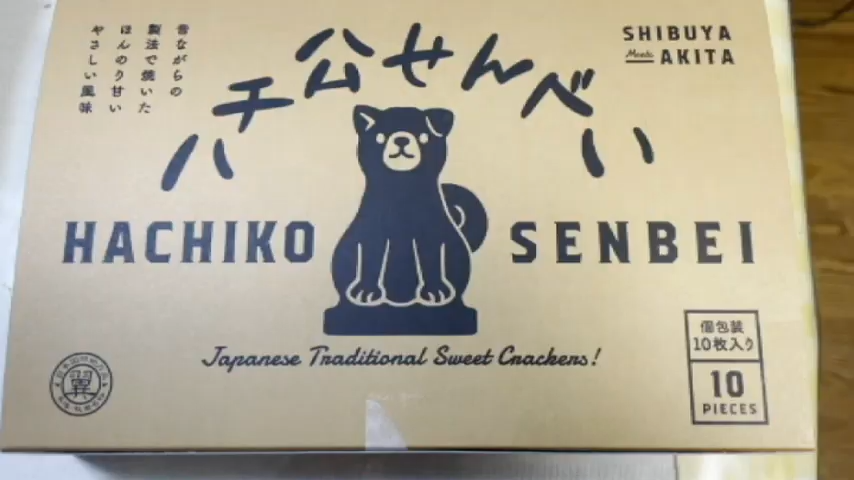 昔ながらの
製法で焼いた
ほんのり甘い
やさしい風味
ハチ公せんべい
SHIBUYA
Meets AKITA
HACHIKO SENBEI
Japanese Traditional Sweet Crackers!
個包装
10枚入り
10
PIECES